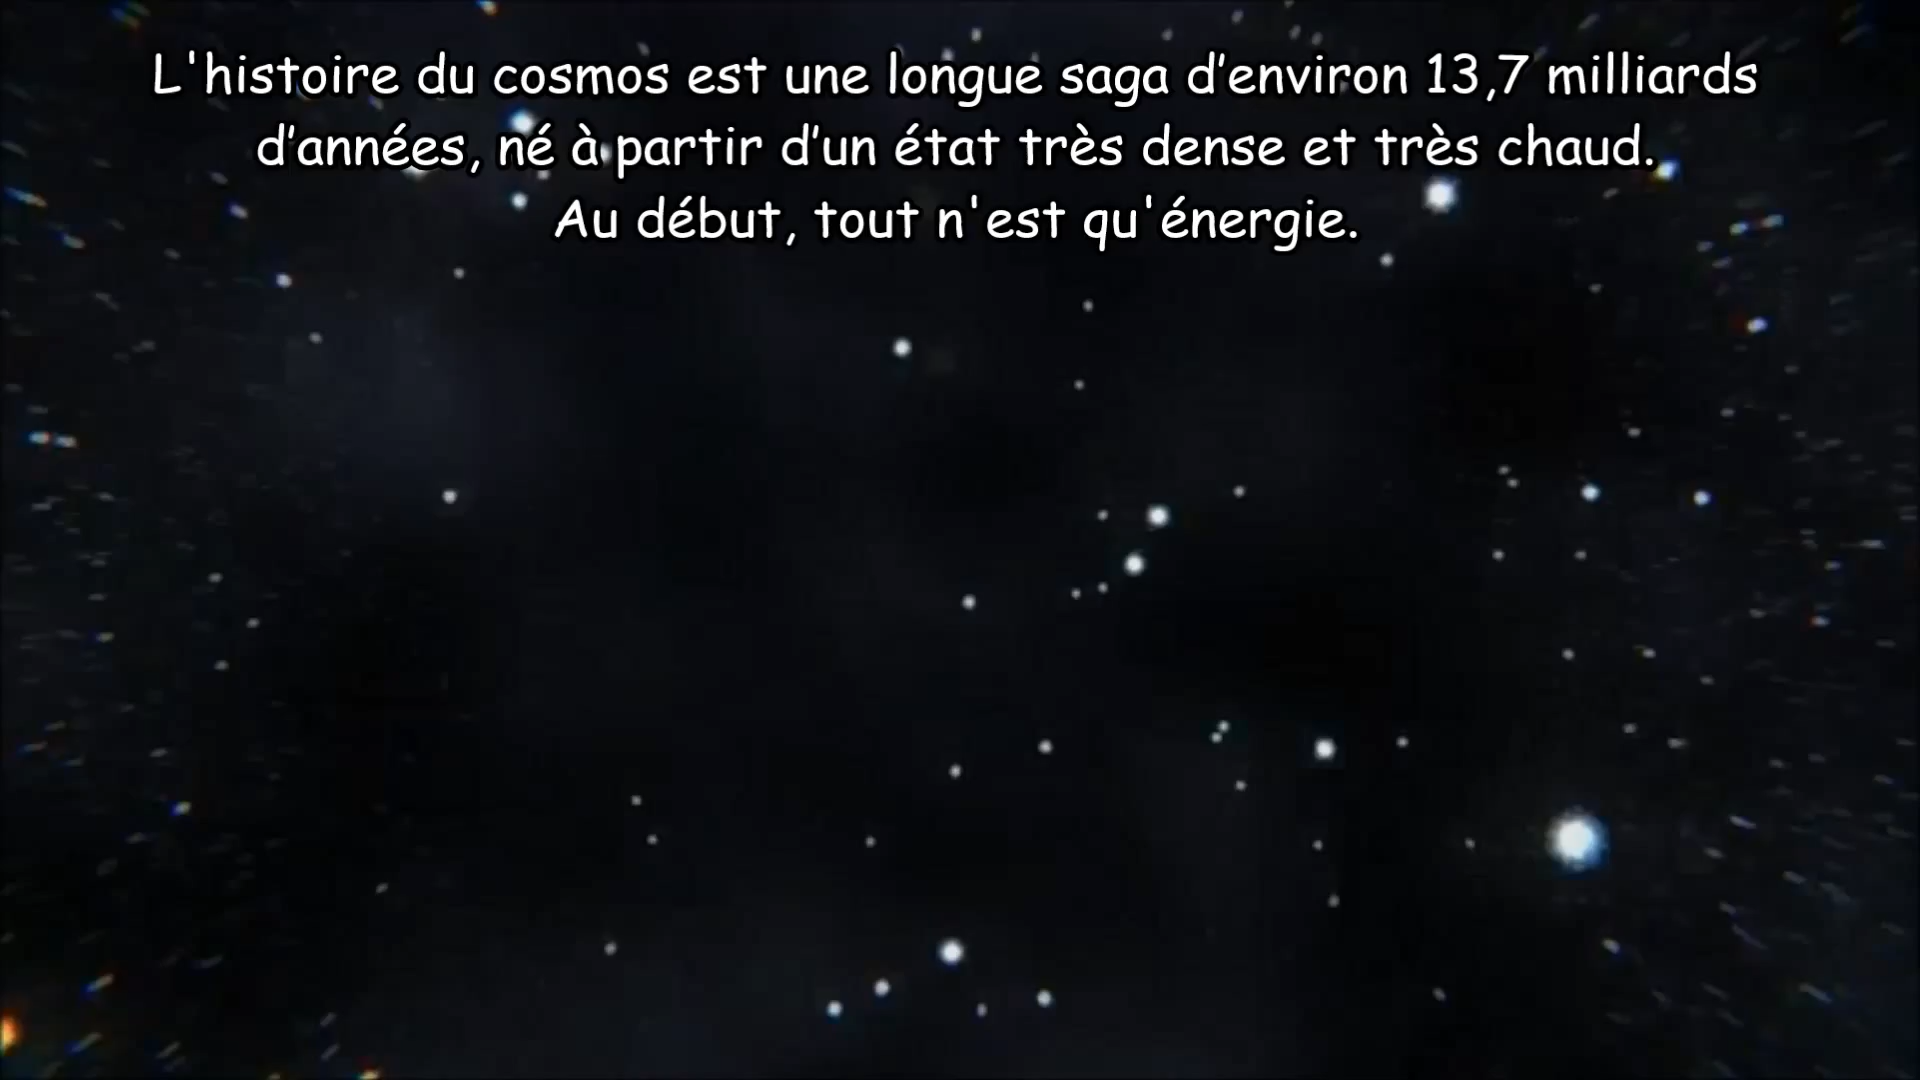 L'histoire du cosmos est une longue saga d’environ 13,7 milliards
d’années, né à partir d’un état très dense et très chaud.
Au début, tout n'est qu'énergie.